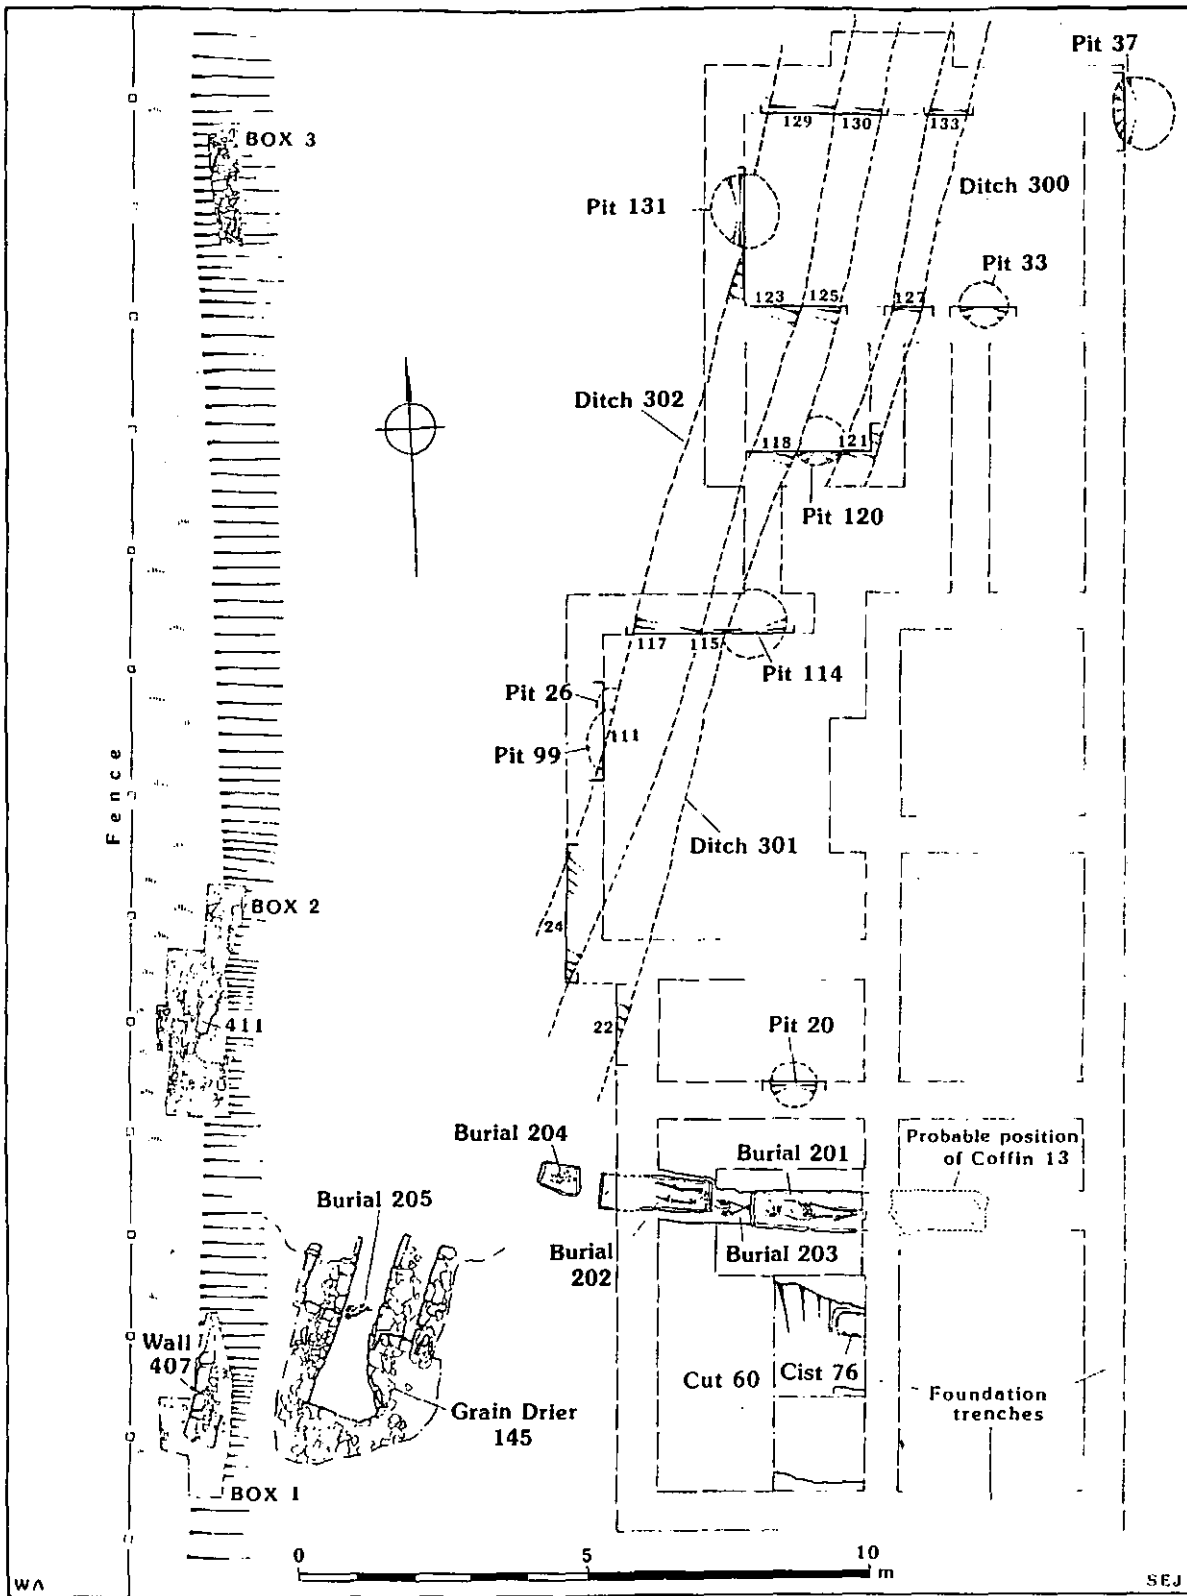 Pit 37
BOX 3
129
130
133
Ditch 300
Pit 131
Pit 33
123
125
127
Ditch 302
118
121
Pit 120
117
115
Pit 114
Pit 26
111
Pit 99
Fence
Ditch 301
BOX 2
24
411
22
Pit 20
Burial 204
Burial 201
Probable position
of Coffin 13
Burial 205
Burial
202
Burial 203
Wall
407
Cut 60
Cist 76
Grain Drier
145
Foundation
trenches
BOX 1
0
5
10
m
WA
SEJ